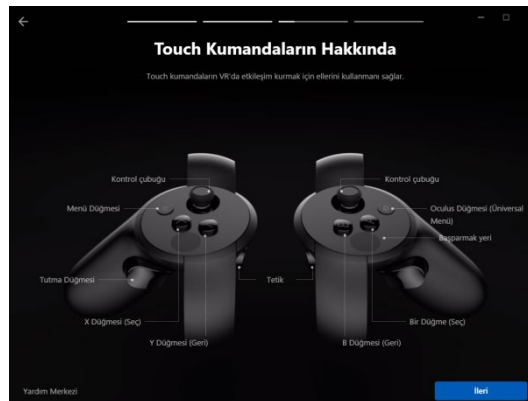 Touch Kumandaların Hakkında
Touch kumandaların VR'da etkileşim kurmak için ellerini kullanmanı sağlar.
Kontrol çubuğu
Kontrol çubuğu
Menü Düğmesi
Oculus Düğmesi (Üniversal
Menü)
Başparmak yeri
Tutma Düğmesi
Tetik
X Düğmesi (Seç)
Bir Düğme (Seç)
Y Düğmesi (Geri)
B Düğmesi (Geri)
Yardım Merkezi
İleri